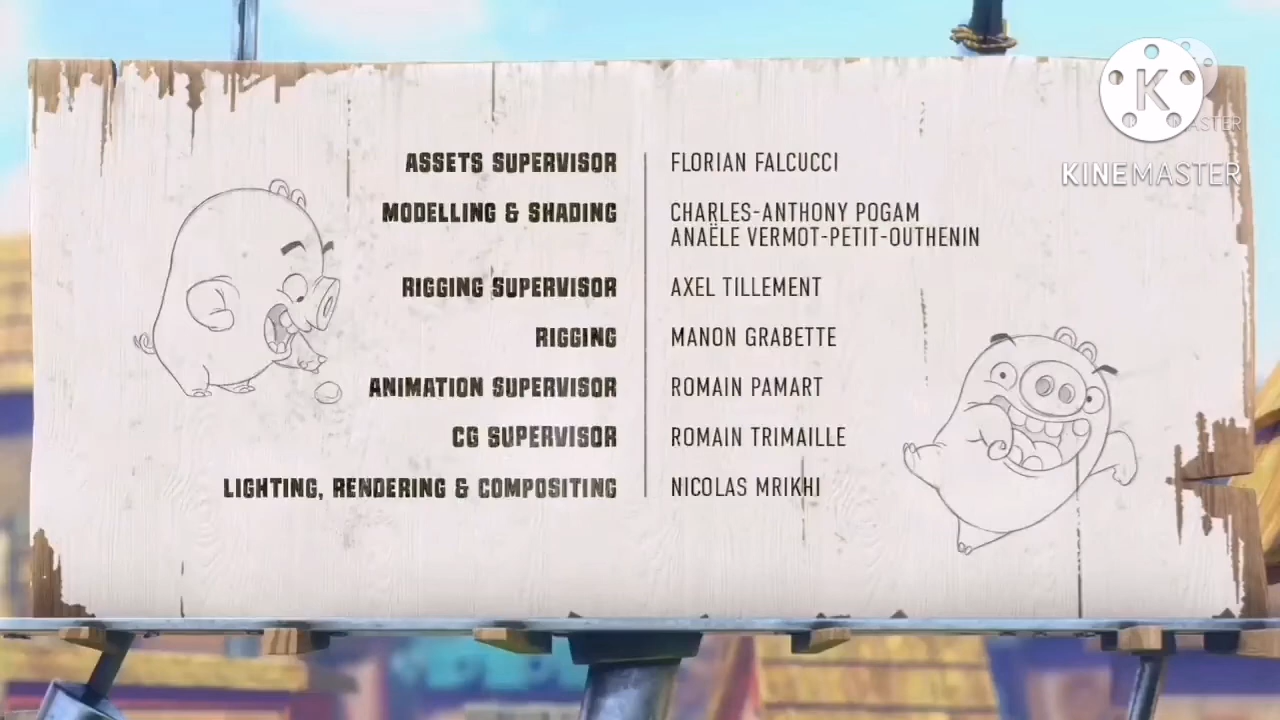 ASSETS SUPERVISOR FLORIAN FALCUCCI
MODELLING & SHADING CHARLES-ANTHONY POGAM
ANAËLE VERMOT-PETIT-OUTHENIN
RIGGING SUPERVISOR AXEL TILLEMENT
RIGGING MANON GRABETTE
ANIMATION SUPERVISOR ROMAIN PAMART
CG SUPERVISOR ROMAIN TRIMAILLE
LIGHTING, RENDERING & COMPOSITING NICOLAS MRIKHI
K
ASTER
KINEMASTER